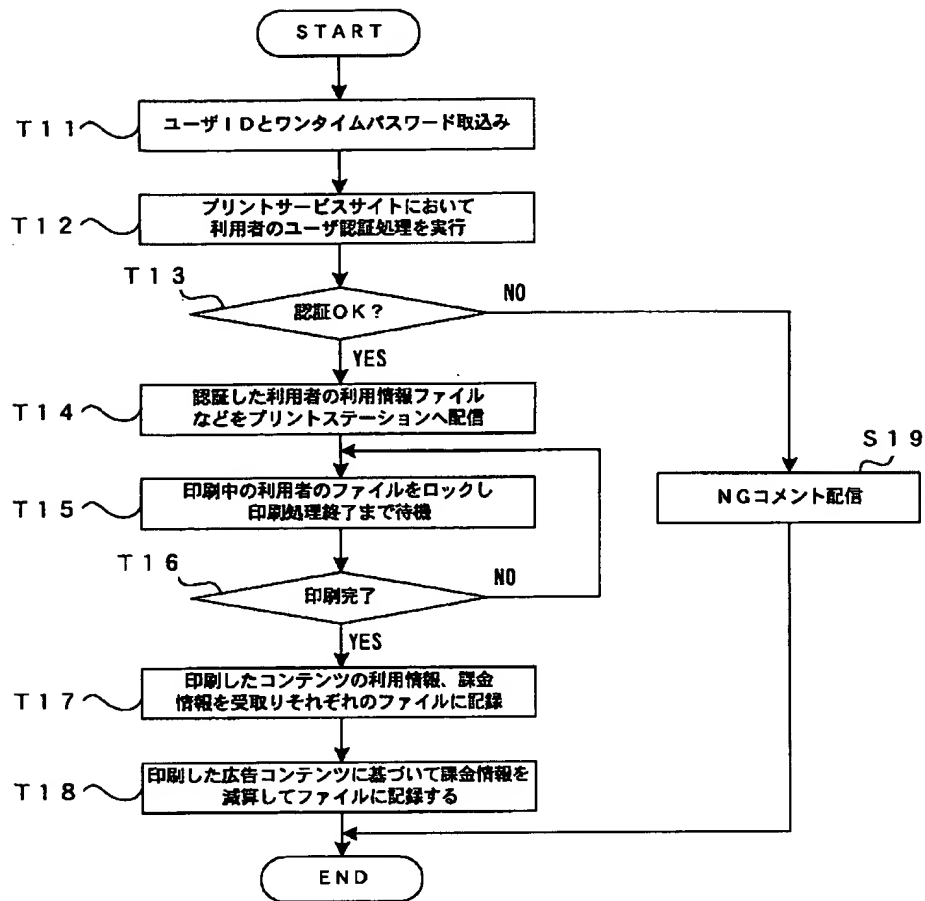 START
T11
ユーザIDとワンタイムパスワード取込み
T12
プリントサービスサイトにおいて
利用者のユーザ認証処理を実行
T13
認証OK?
NO
YES
T14
認証した利用者の利用情報ファイル
などをプリントステーションへ配信
S19
NGコメント配信
T15
印刷中の利用者のファイルをロックし
印刷処理終了まで待機
T16
印刷完了
NO
YES
T17
印刷したコンテンツの利用情報、課金
情報を受取りそれぞれのファイルに記録
T18
印刷した広告コンテンツに基づいて課金情報を
減算してファイルに記録する
END